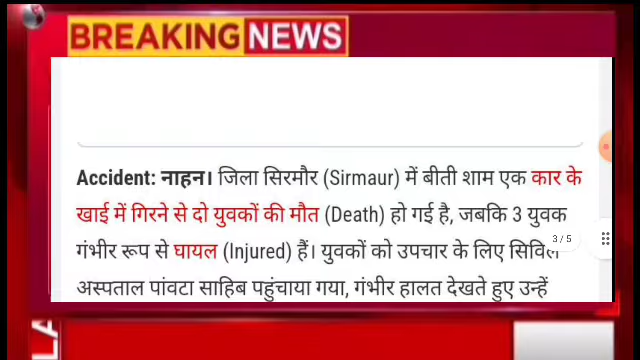 BREAKING NEWS
Accident: नाहन। जिला सिरमौर (Sirmaur) में बीती शाम एक कार के
खाई में गिरने से दो युवकों की मौत (Death) हो गई है, जबकि 3 युवक
गंभीर रूप से घायल (Injured) हैं। युवकों को उपचार के लिए सिविल
3 / 5
अस्पताल पांवटा साहिब पहुंचाया गया, गंभीर हालत देखते हुए उन्हें
LA